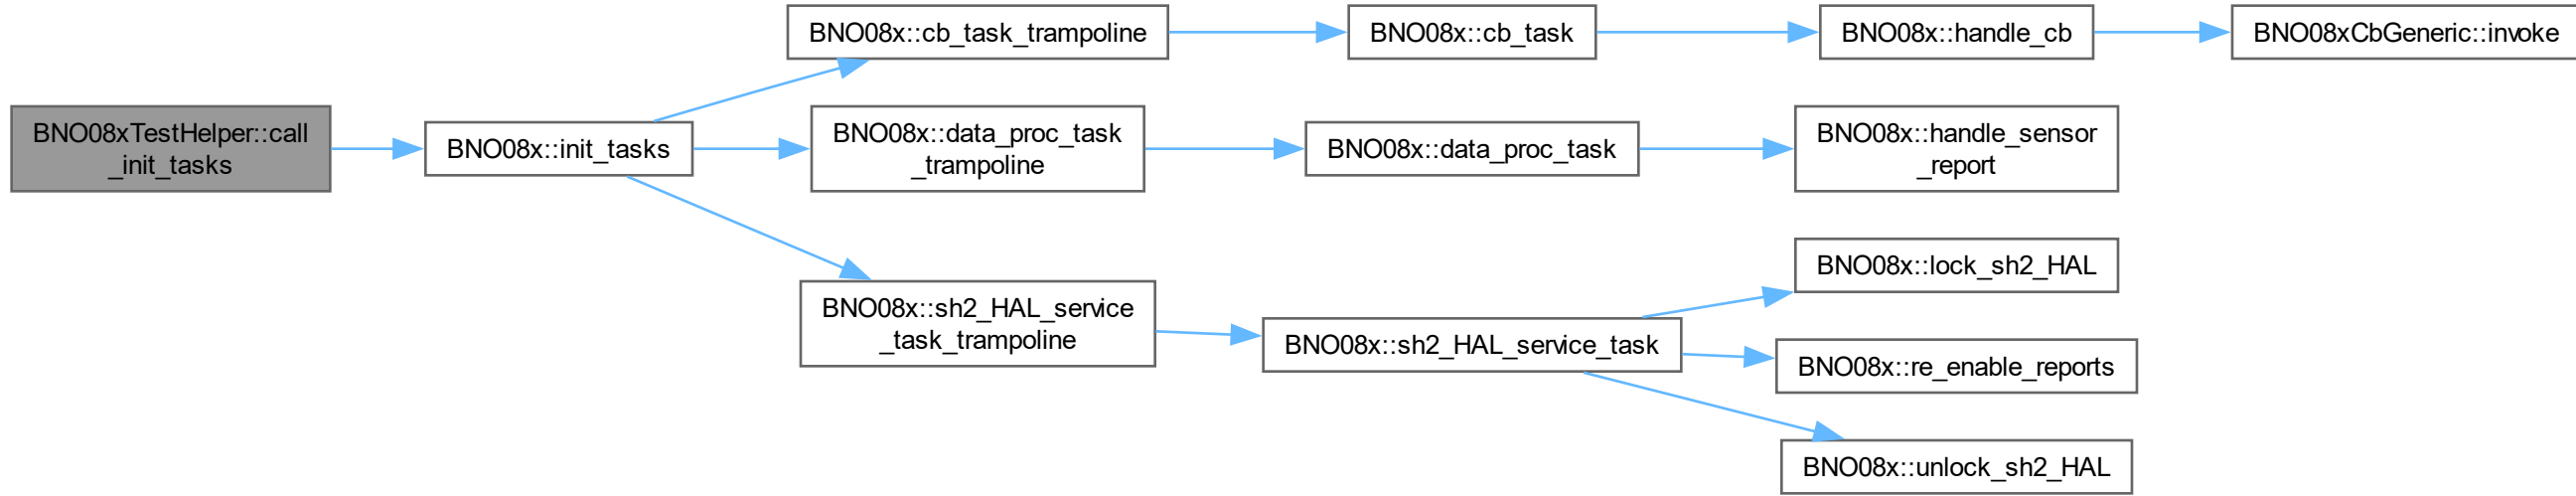 BNO08xTestHelper::call
_init_tasks
BNO08x::init_tasks
BNO08x::cb_task_trampoline
BNO08x::cb_task
BNO08x::handle_cb
BNO08xCbGeneric::invoke
BNO08x::data_proc_task
_trampoline
BNO08x::data_proc_task
BNO08x::handle_sensor
_report
BNO08x::sh2_HAL_service
_task_trampoline
BNO08x::sh2_HAL_service_task
BNO08x::lock_sh2_HAL
BNO08x::re_enable_reports
BNO08x::unlock_sh2_HAL